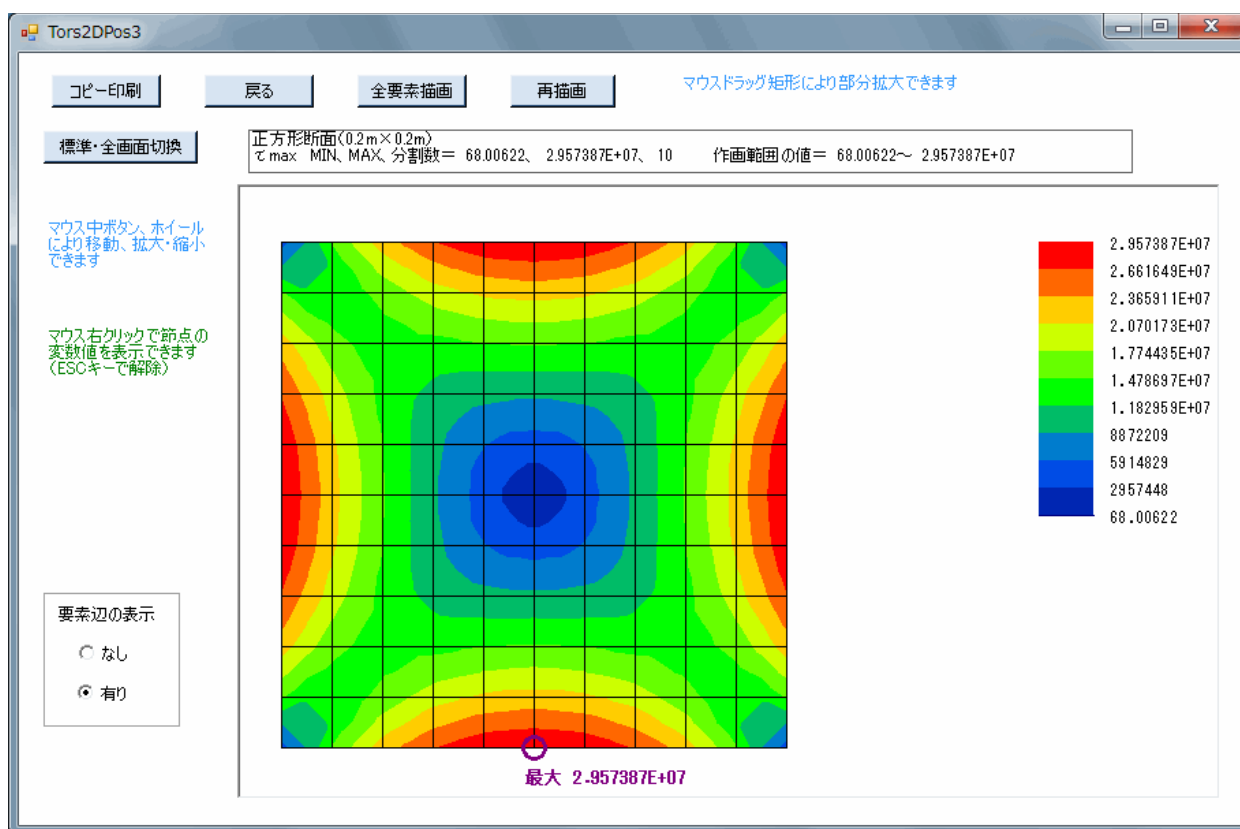 Tors2DPos3
コピー印刷
戻る
全要素描画
再描画
マウスドラッグ矩形により部分拡大できます
標準・全画面切換
正方形断面(0.2m×0.2m)
τmax MIN、MAX、分割数＝ 68.00622、 2.957387E+07、 10 作画範囲の値＝ 68.00622～ 2.957387E+07
マウス中ボタン、ホイール
により移動、拡大・縮小
できます
マウス右クリックで節点の
変数値を表示できます
(ESCキーで解除)
2.957387E+07
2.661649E+07
2.365911E+07
2.070173E+07
1.774435E+07
1.478697E+07
1.182959E+07
8872209
5914829
2957448
68.00622
要素辺の表示
なし
有り
最大 2.957387E+07